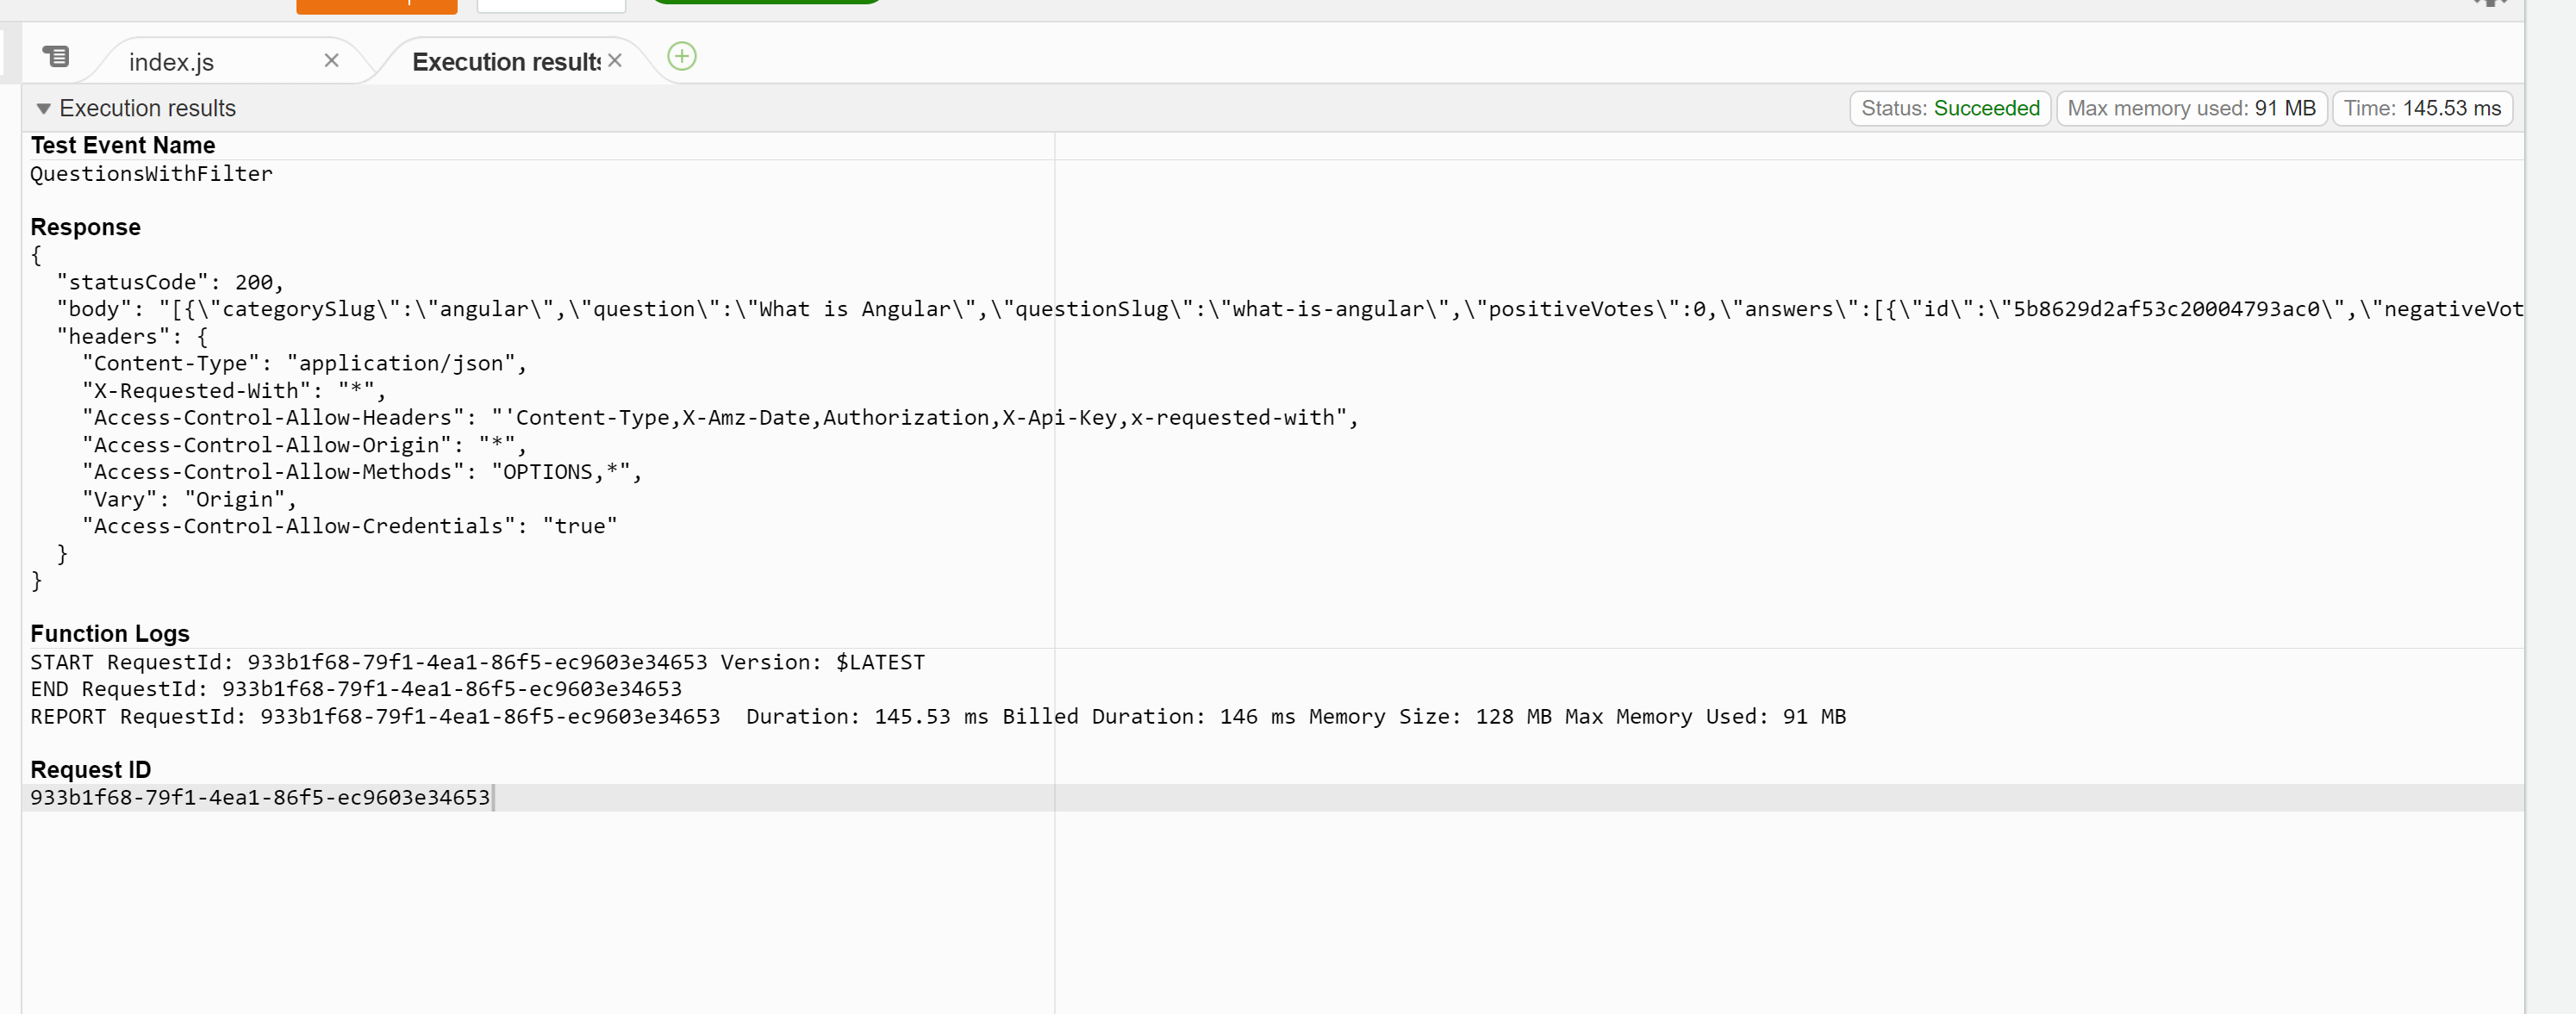 index.js
Execution results
Execution results Status: Succeeded Max memory used: 91 MB Time: 145.53 ms
Test Event Name
QuestionsWithFilter
Response
{
  "statusCode": 200,
  "body": "[{\"categorySlug\":\"angular\",\"question\":\"What is Angular\",\"questionSlug\":\"what-is-angular\",\"positiveVotes\":0,\"answers\":[{\"id\":\"5b8629d2af53c20004793ac0\",\"negativeVot
  "headers": {
    "Content-Type": "application/json",
    "X-Requested-With": "*",
    "Access-Control-Allow-Headers": "'Content-Type,X-Amz-Date,Authorization,X-Api-Key,x-requested-with",
    "Access-Control-Allow-Origin": "*",
    "Access-Control-Allow-Methods": "OPTIONS,*",
    "Vary": "Origin",
    "Access-Control-Allow-Credentials": "true"
  }
}
Function Logs
START RequestId: 933b1f68-79f1-4ea1-86f5-ec9603e34653 Version: $LATEST
END RequestId: 933b1f68-79f1-4ea1-86f5-ec9603e34653
REPORT RequestId: 933b1f68-79f1-4ea1-86f5-ec9603e34653  Duration: 145.53 ms Billed Duration: 146 ms Memory Size: 128 MB Max Memory Used: 91 MB
Request ID
933b1f68-79f1-4ea1-86f5-ec9603e34653